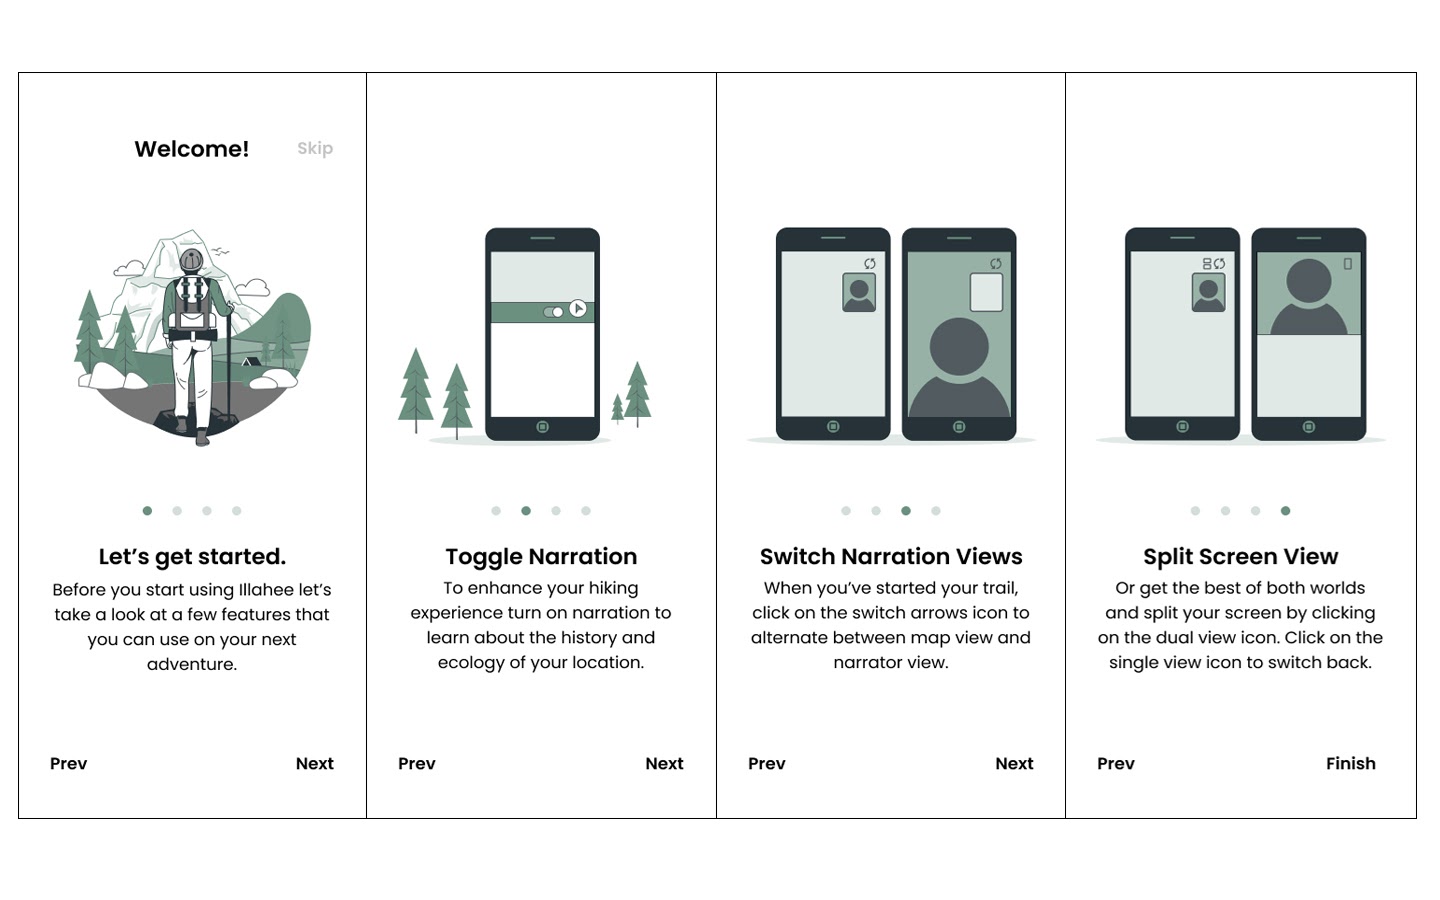 Welcome!
Skip
Let’s get started.
Before you start using Illahee let’s
take a look at a few features that
you can use on your next
adventure.
Prev
Next
Toggle Narration
To enhance your hiking
experience turn on narration to
learn about the history and
ecology of your location.
Prev
Next
Switch Narration Views
When you’ve started your trail,
click on the switch arrows icon to
alternate between map view and
narrator view.
Prev
Next
Split Screen View
Or get the best of both worlds
and split your screen by clicking
on the dual view icon. Click on the
single view icon to switch back.
Prev
Finish